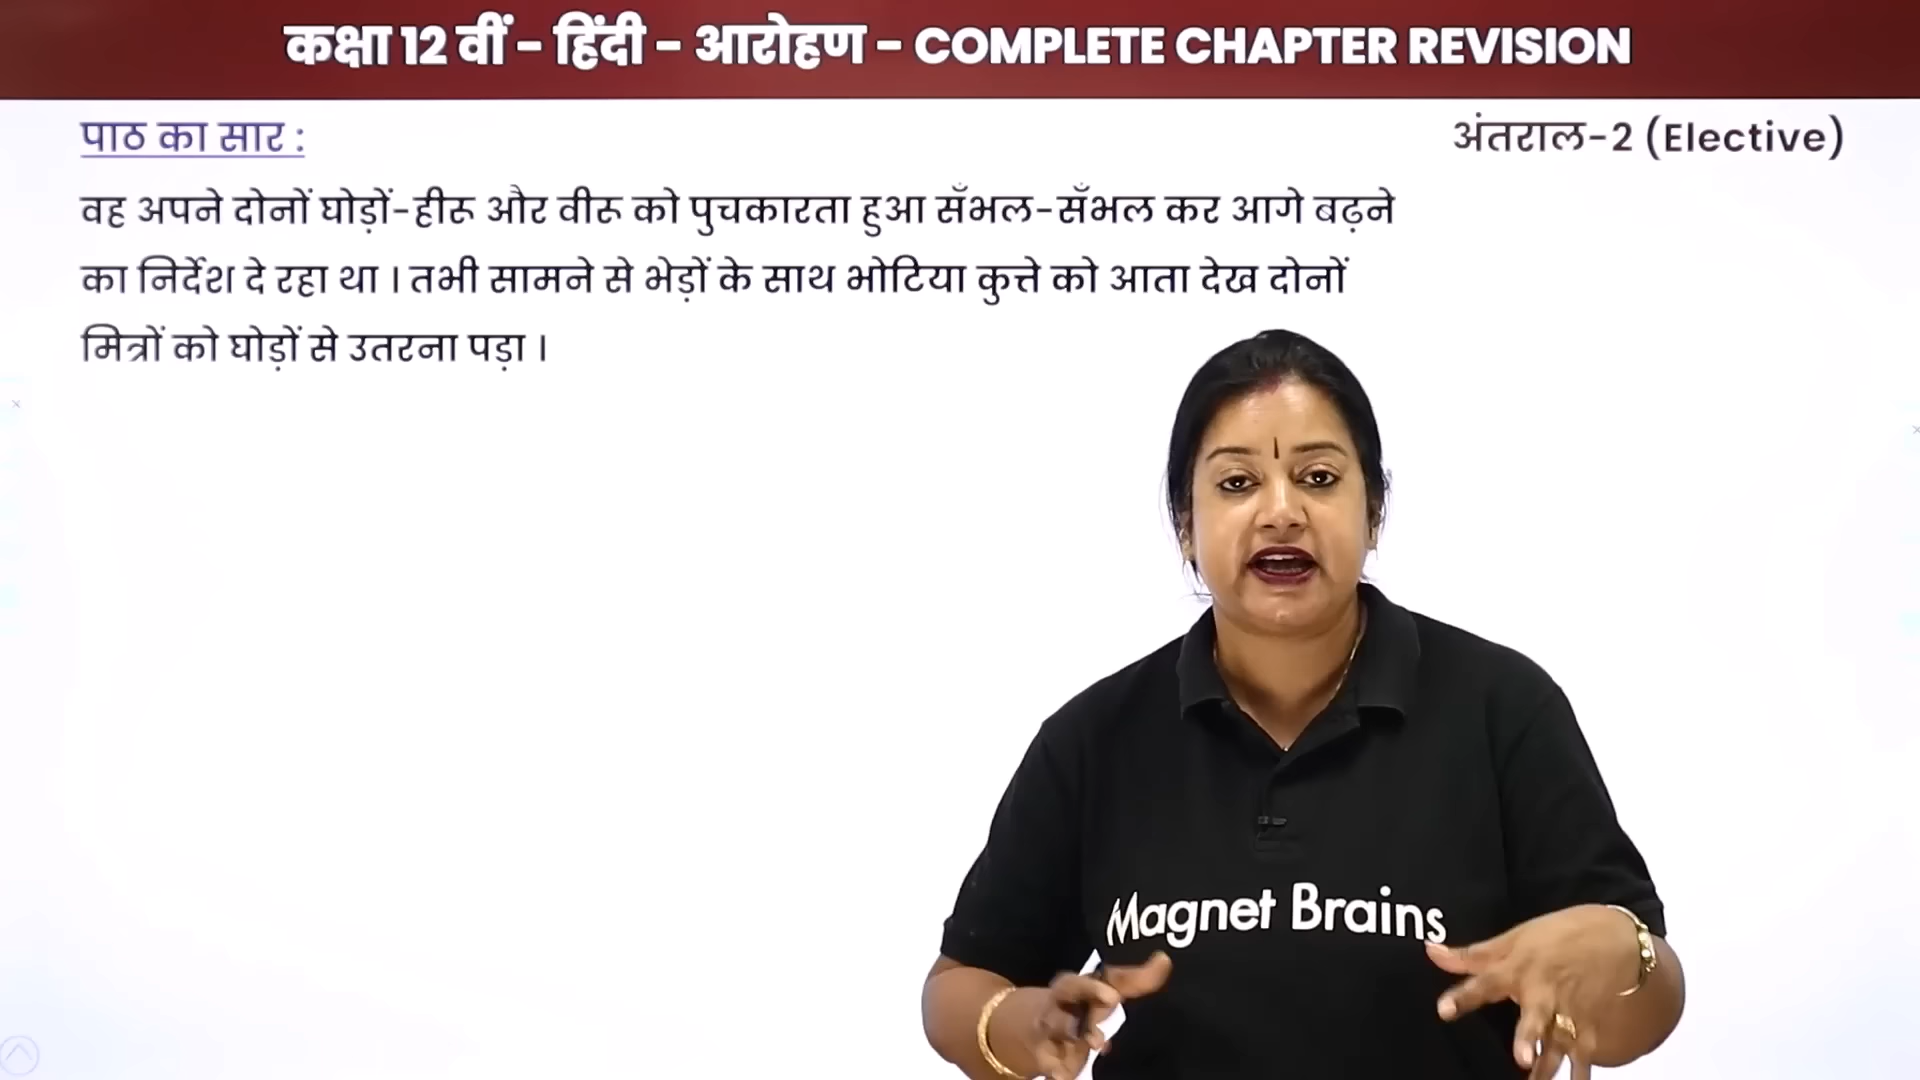 कक्षा 12 वीं - हिंदी - आरोहण - COMPLETE CHAPTER REVISION
पाठ का सार :
अंतराल-2 (Elective)
वह अपने दोनों घोड़ों-हीरू और वीरू को पुचकारता हुआ सँभल-सँभल कर आगे बढ़ने
का निर्देश दे रहा था । तभी सामने से भेड़ों के साथ भोटिया कुत्ते को आता देख दोनों
मित्रों को घोड़ों से उतरना पड़ा ।
Magnet Brains